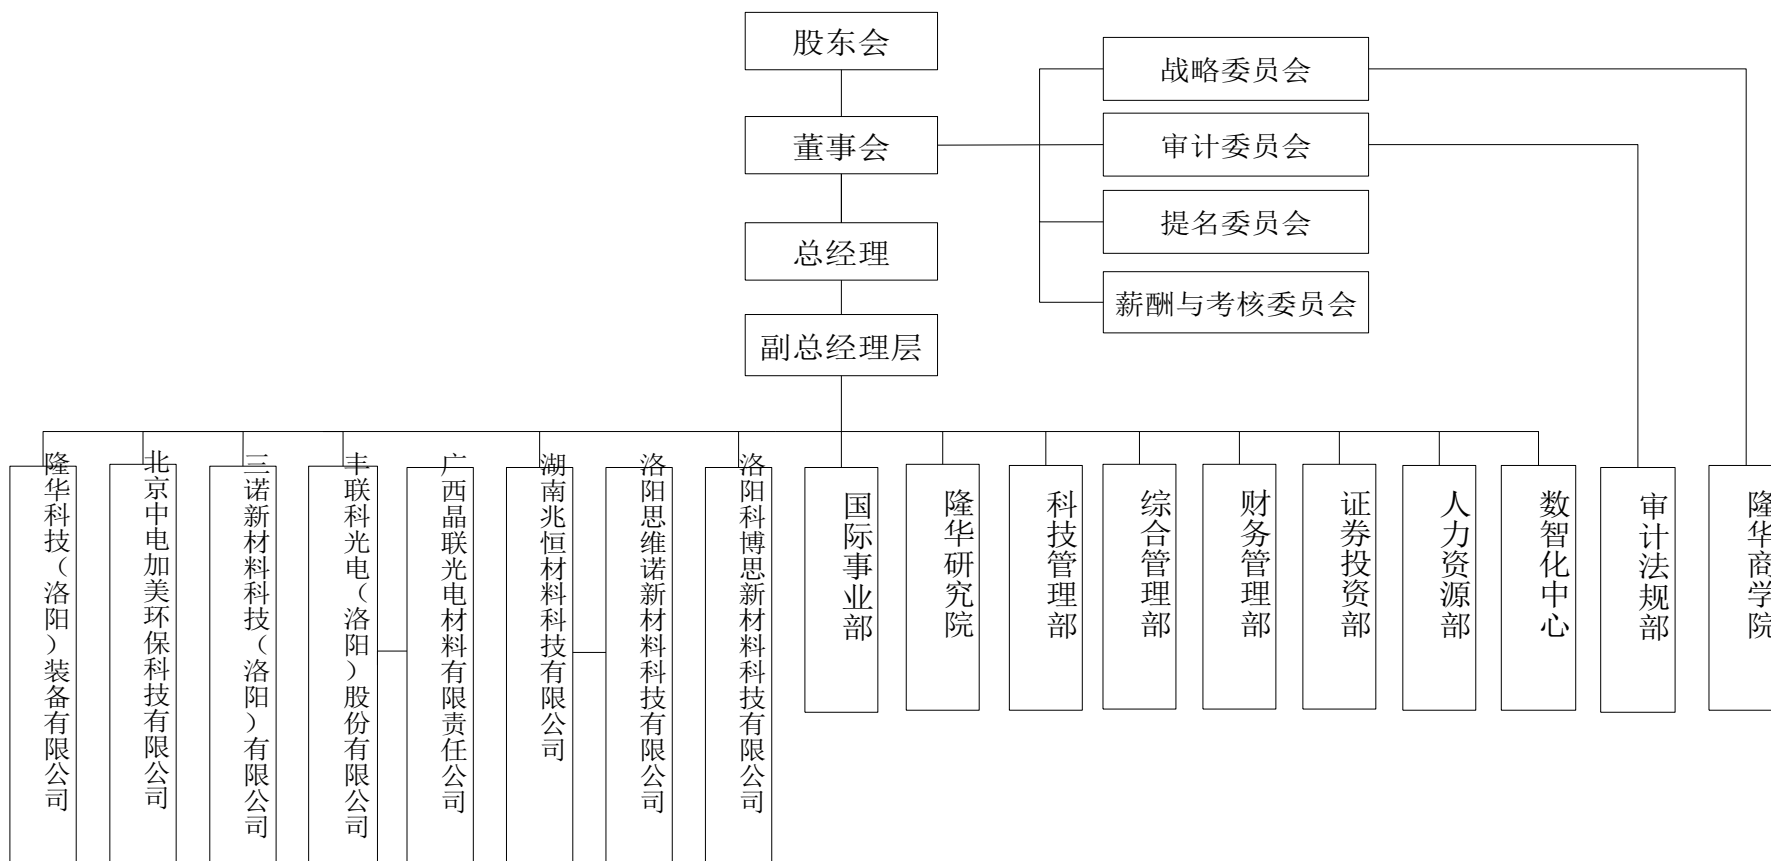 股东会
董事会
总经理
副总经理层
战略委员会
审计委员会
提名委员会
薪酬与考核委员会
隆华科技（洛阳）装备有限公司
北京中电加美环保科技有限公司
三诺新材料科技（洛阳）有限公司
丰联科光电（洛阳）股份有限公司
广西晶联光电材料有限责任公司
湖南兆恒材料科技有限公司
洛阳思维诺新材料科技有限公司
洛阳科博思新材料科技有限公司
国际事业部
隆华研究院
科技管理部
综合管理部
财务管理部
证券投资部
人力资源部
数智化中心
审计法规部
隆华商学院